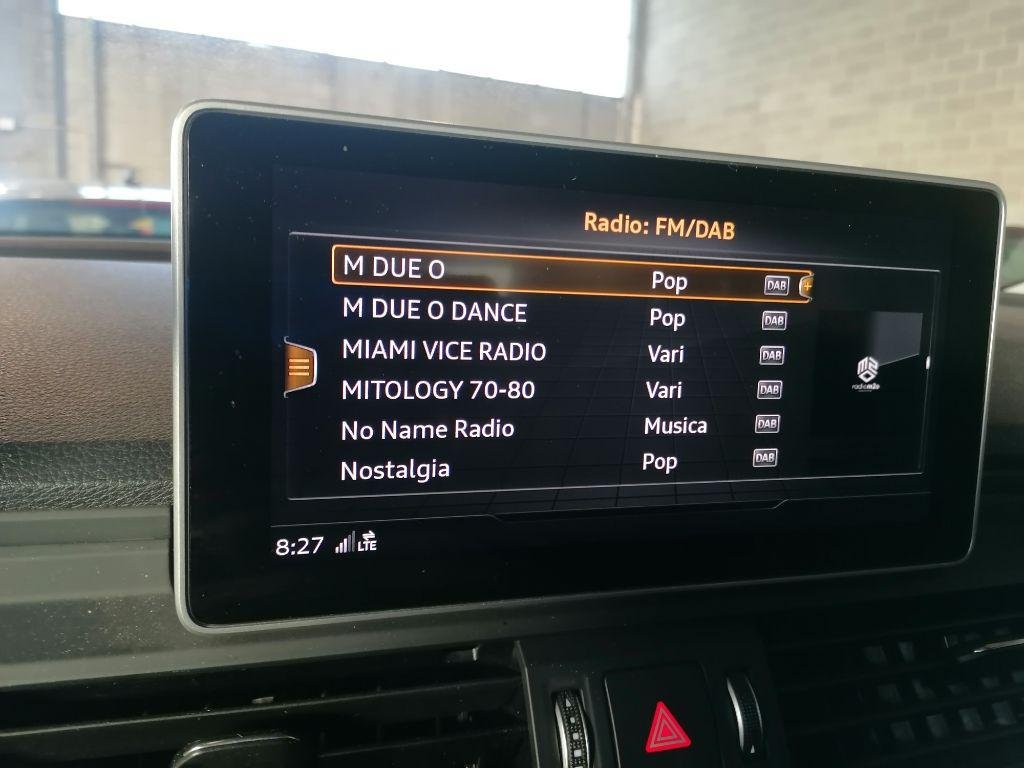 Radio: FM/DAB
M DUE O Pop DAB +
M DUE O DANCE Pop DAB
MIAMI VICE RADIO Vari DAB
MITOLOGY 70-80 Vari DAB
No Name Radio Musica DAB
Nostalgia Pop DAB
radiom2o
8:27 LTE